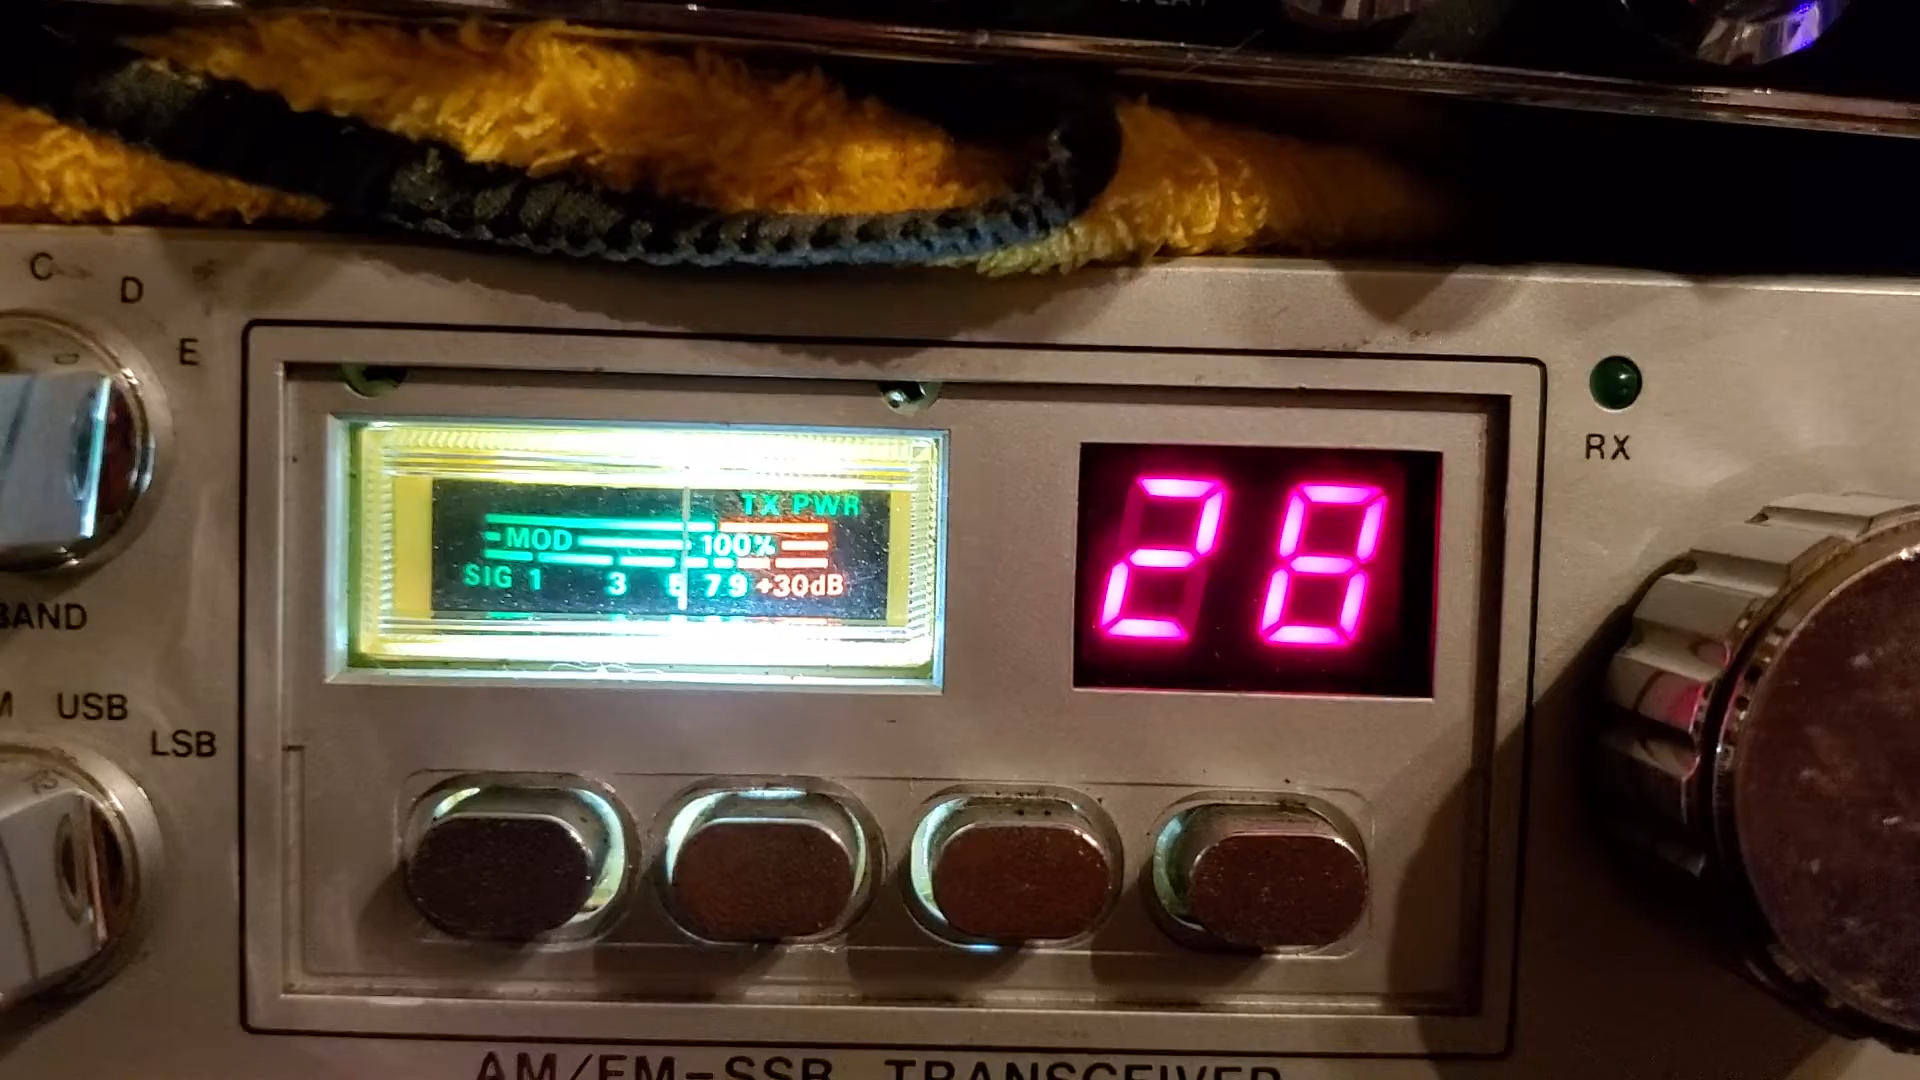 C
D
E
BAND
USB
LSB
TX PWR
MOD
100%
SIG 1 3 5 7 9 +30dB
28
RX
AM/FM-SSB TRANSCEIVER